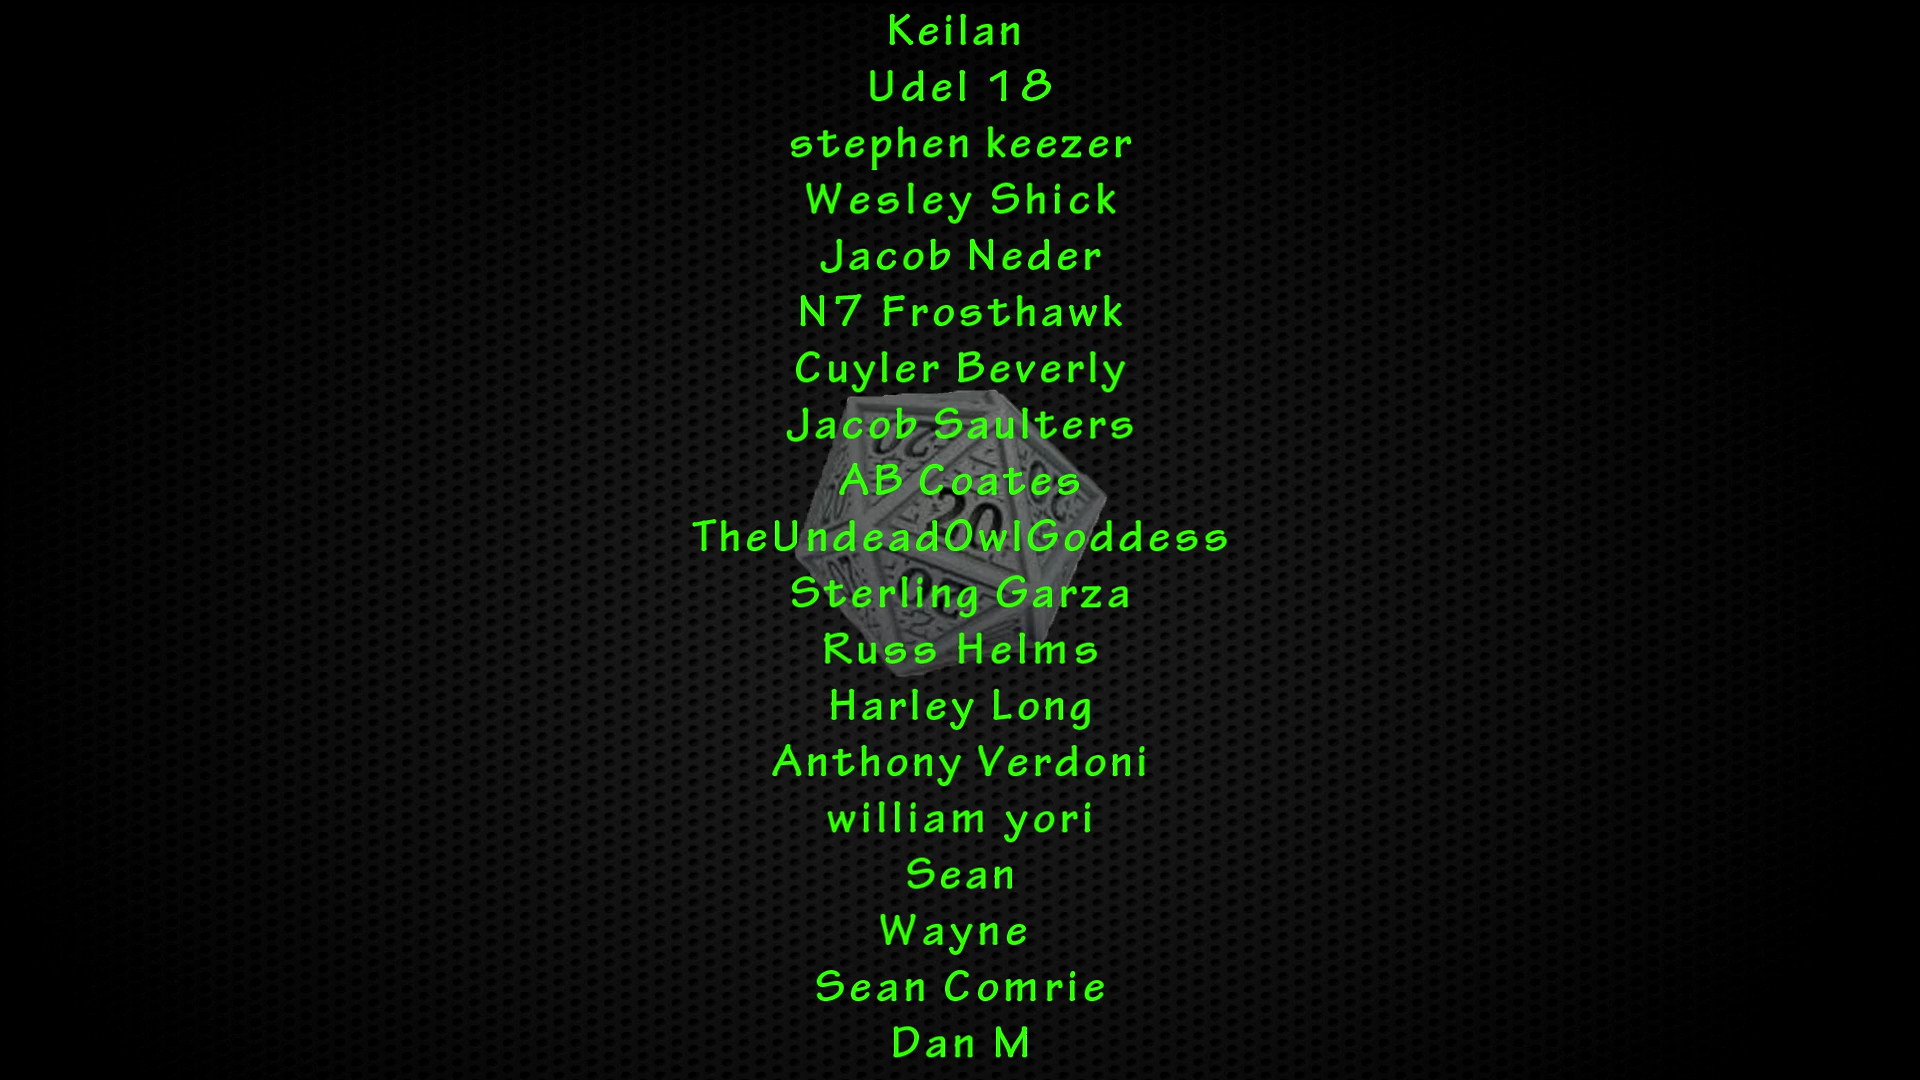 Keilan
Udel 18
stephen keezer
Wesley Shick
Jacob Neder
N7 Frosthawk
Cuyler Beverly
Jacob Saulters
AB Coates
20
TheUndeadOwlGoddess
Sterling Garza
Russ Helms
Harley Long
Anthony Verdoni
william yori
Sean
Wayne
Sean Comrie
Dan M